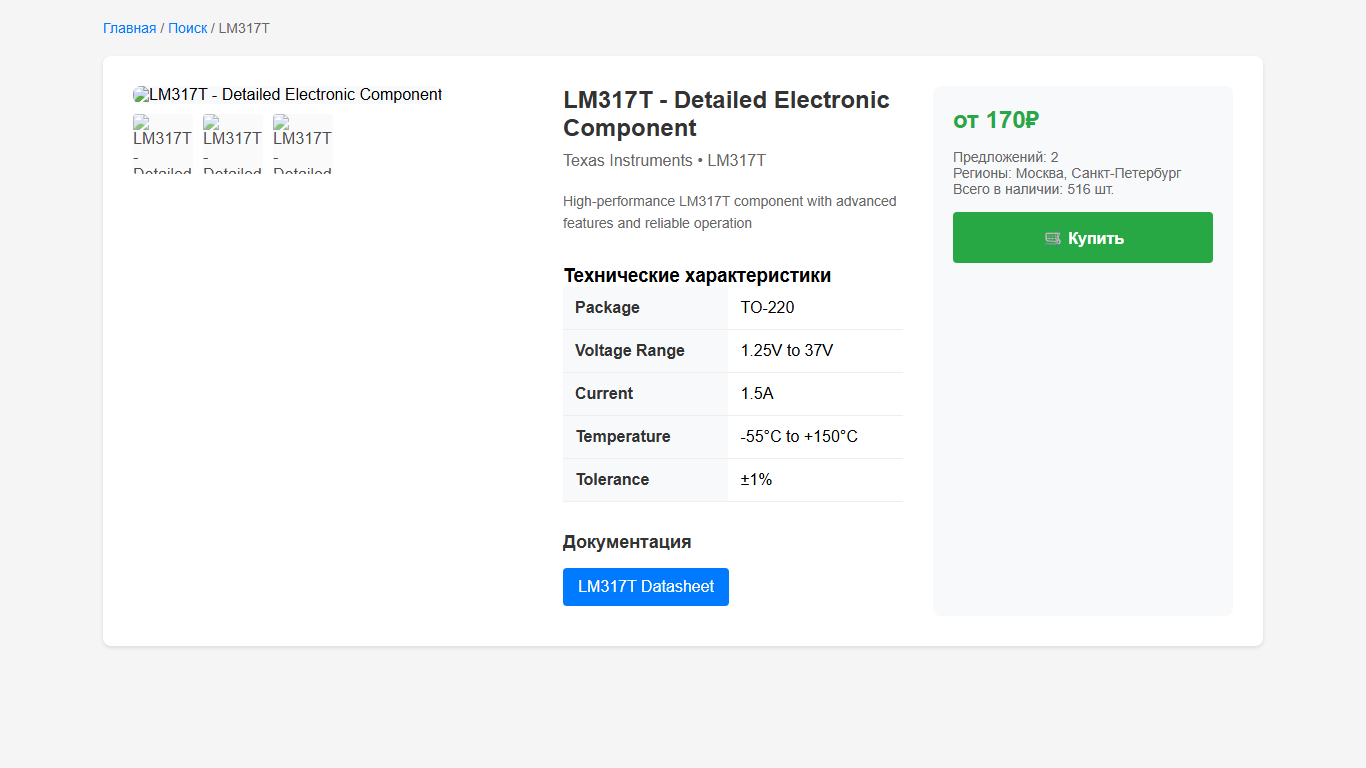 Главная / Поиск / LM317T
LM317T - Detailed Electronic Component
LM317T
-
Detailed
LM317T
-
Detailed
LM317T
-
Detailed
LM317T - Detailed Electronic
Component
Texas Instruments • LM317T
High-performance LM317T component with advanced
features and reliable operation
Технические характеристики
Package TO-220
Voltage Range 1.25V to 37V
Current 1.5A
Temperature -55°C to +150°C
Tolerance ±1%
Документация
LM317T Datasheet
от 170₽
Предложений: 2
Регионы: Москва, Санкт-Петербург
Всего в наличии: 516 шт.
Купить